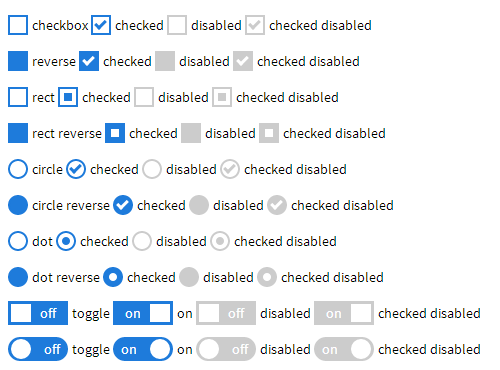 checkbox checked disabled checked disabled
reverse checked disabled checked disabled
rect checked disabled checked disabled
rect reverse checked disabled checked disabled
circle checked disabled checked disabled
circle reverse checked disabled checked disabled
dot checked disabled checked disabled
dot reverse checked disabled checked disabled
off toggle on on off disabled on checked disabled
off toggle on on off disabled on checked disabled